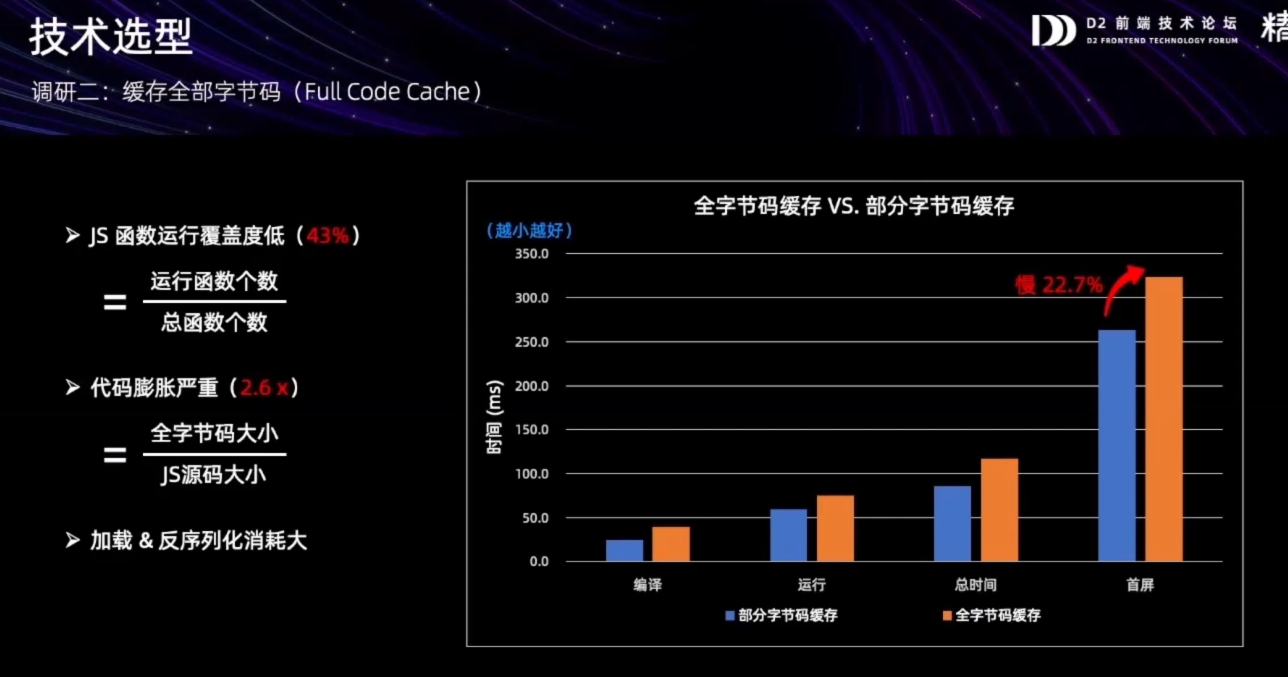 技术选型
D2 前端技术论坛
D2 FRONTEND TECHNOLOGY FORUM
调研二：缓存全部字节码（Full Code Cache）
➢ JS 函数运行覆盖度低（43%）
= 运行函数个数
总函数个数
➢ 代码膨胀严重（2.6 x）
= 全字节码大小
JS源码大小
➢ 加载 & 反序列化消耗大
全字节码缓存 VS. 部分字节码缓存
（越小越好）
时间 (ms)
350.0
300.0
250.0
200.0
150.0
100.0
50.0
0.0
慢 22.7%
编译 运行 总时间 首屏
部分字节码缓存 全字节码缓存